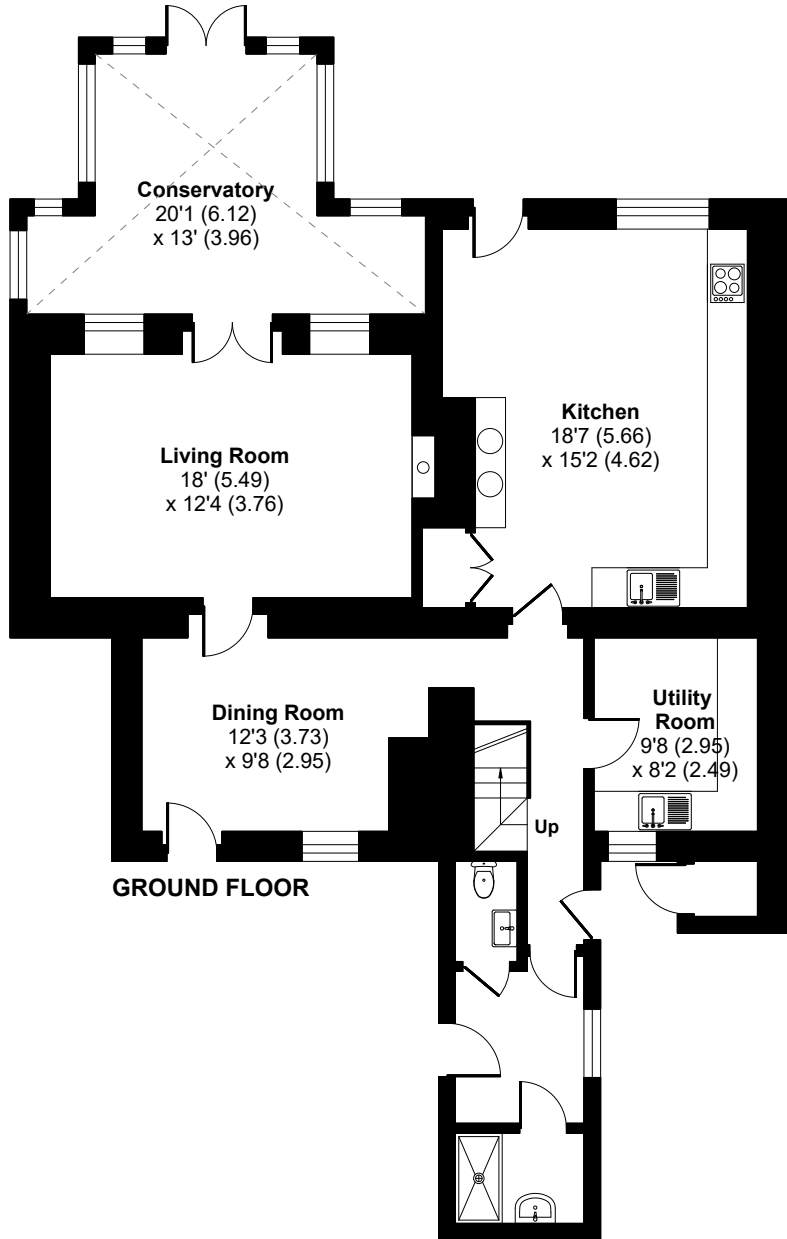 Conservatory
20'1 (6.12)
x 13' (3.96)
Kitchen
18'7 (5.66)
x 15'2 (4.62)
Living Room
18' (5.49)
x 12'4 (3.76)
Dining Room
12'3 (3.73)
x 9'8 (2.95)
Utility
Room
9'8 (2.95)
x 8'2 (2.49)
Up
GROUND FLOOR